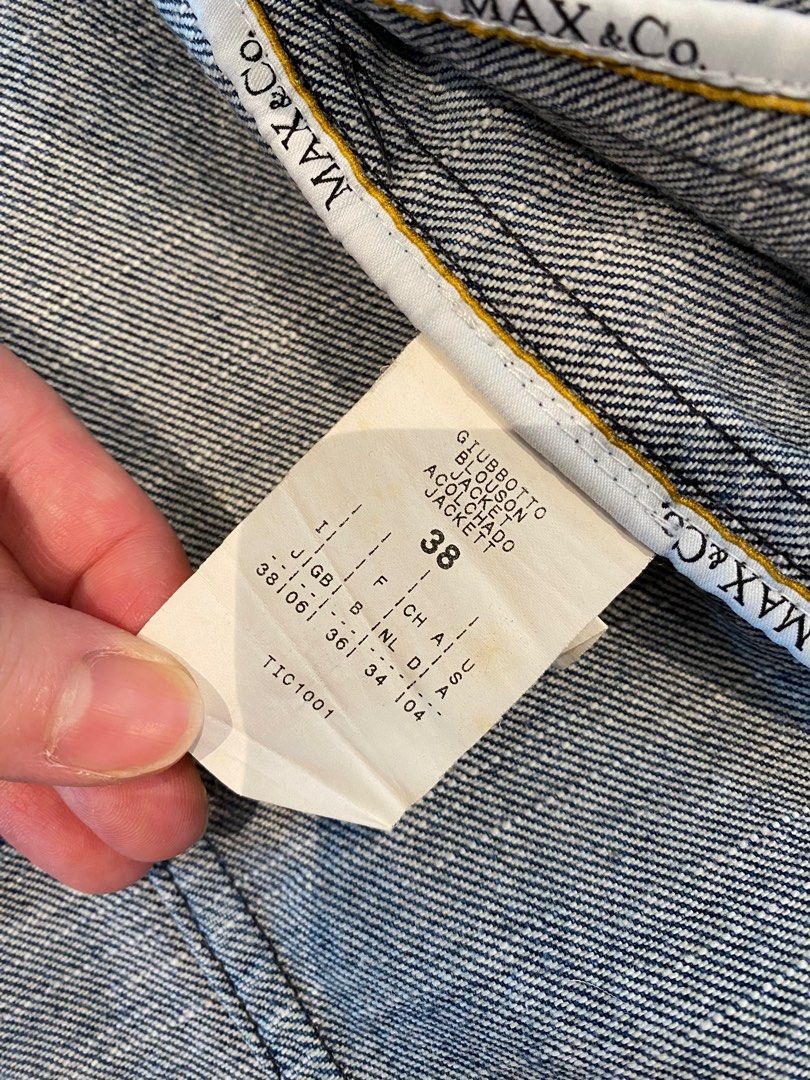 MAX & Co.
MAX & Co.
MAX & Co.
GIUBBOTTO
BLOUSON
JACKET
ACOLCHADO
JACKETT
38
I F CH A USA
J GB B NL D
38 06 36 34 04
TIC1001